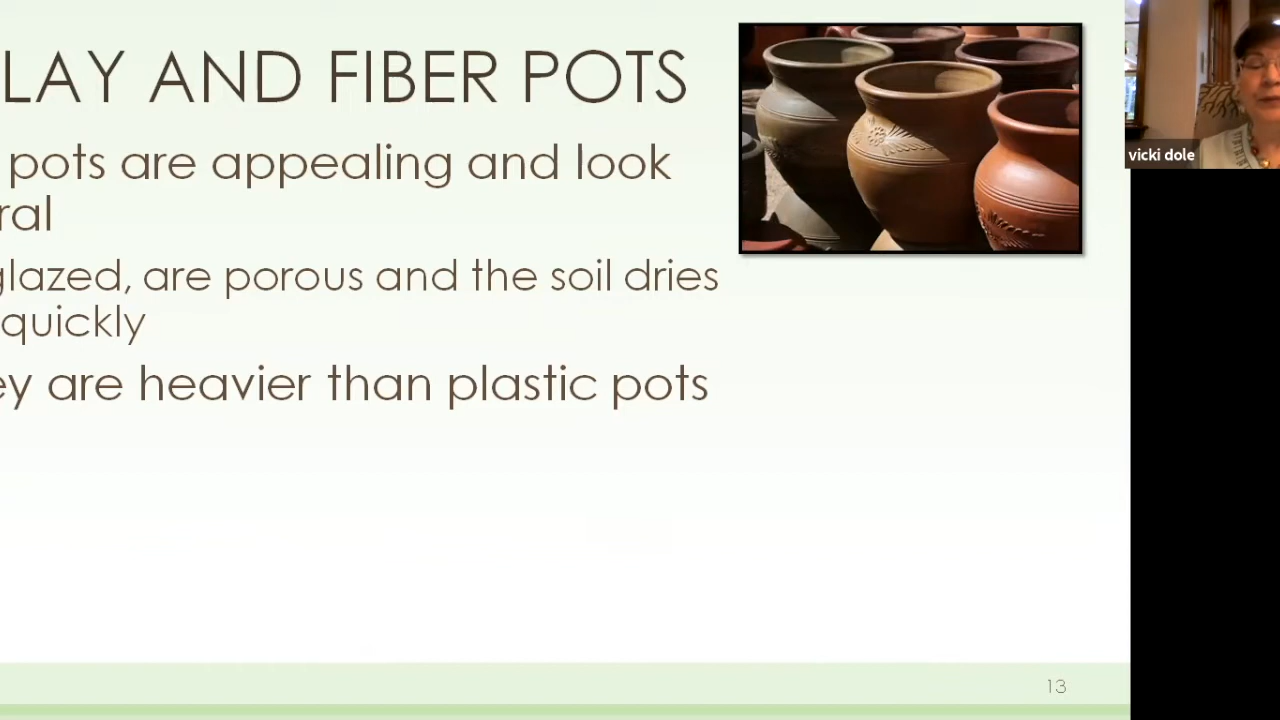 LAY AND FIBER POTS
pots are appealing and look
ral
glazed, are porous and the soil dries
quickly
ey are heavier than plastic pots
vicki dole
13